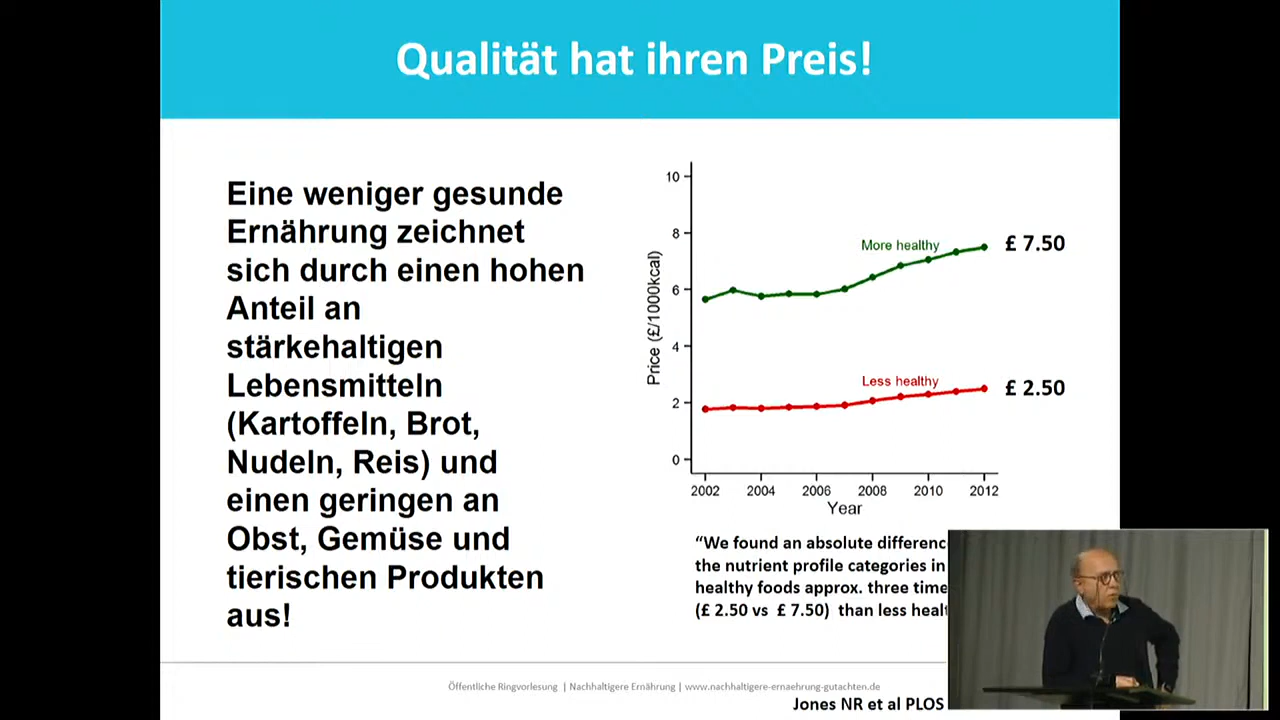 Qualität hat ihren Preis!
Eine weniger gesunde
Ernährung zeichnet
sich durch einen hohen
Anteil an
stärkehaltigen
Lebensmitteln
(Kartoffeln, Brot,
Nudeln, Reis) und
einen geringen an
Obst, Gemüse und
tierischen Produkten
aus!
Price (£/1000kcal)
10
8
6
4
2
0
More healthy
£ 7.50
Less healthy
£ 2.50
2002 2004 2006 2008 2010 2012
Year
“We found an absolute
the nutrient profile categories in
healthy foods approx. three
(£ 2.50 vs £ 7.50) than less
Öffentliche Ringvorlesung | Nachhaltigere Ernährung | www.nachhaltigere-ernaehrung-gutachten.de
Jones NR et al PLOS